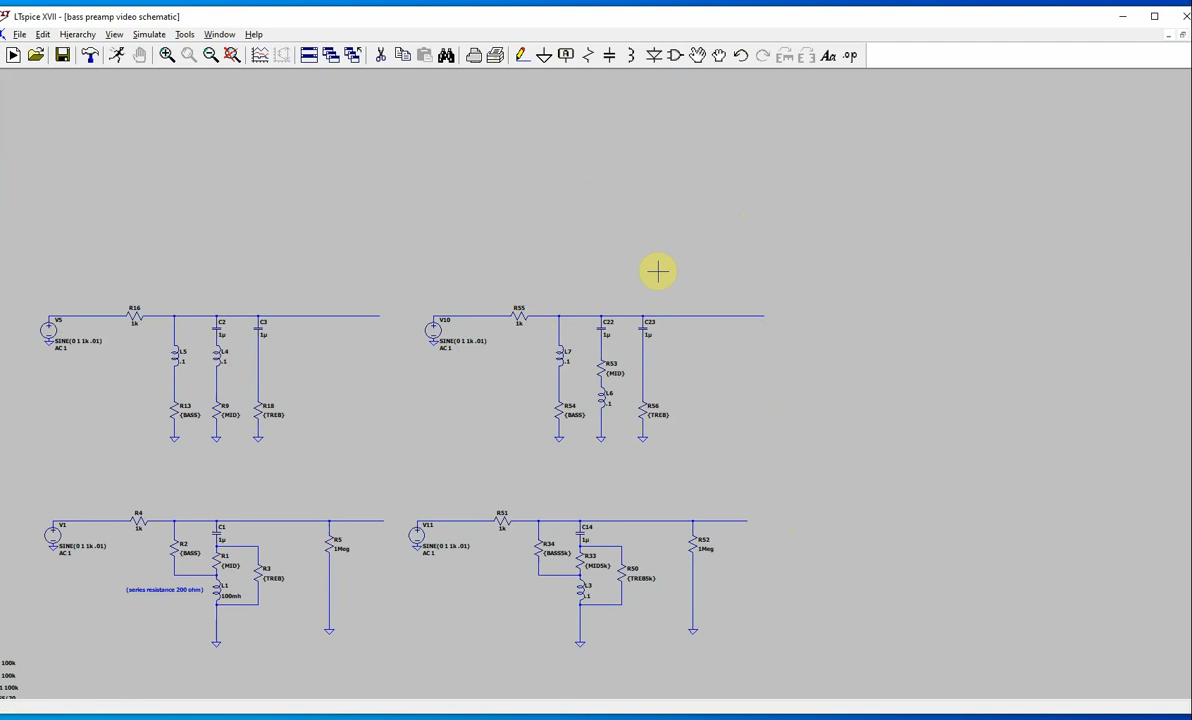 LTspice XVII - [bass preamp video schematic]
File Edit Hierarchy View Simulate Tools Window Help
Aa .op
R16
1k
V5
SINE(0 1 1k .01)
AC 1
C2
1µ
C3
1µ
L5
.1
L4
.1
R13
{BASS}
R9
{MID}
R18
{TREB}
R55
1k
V10
SINE(0 1 1k .01)
AC 1
C22
1µ
C23
1µ
L7
.1
R53
{MID}
L6
.1
R54
{BASS}
R56
{TREB}
R4
1k
V1
SINE(0 1 1k .01)
AC 1
C1
1µ
R2
{BASS}
R1
{MID}
R3
{TREB}
R5
1Meg
L1
100mh
(series resistance 200 ohm)
R51
1k
V11
SINE(0 1 1k .01)
AC 1
C14
1µ
R34
{BASS5k}
R33
{MID5k}
R50
{TREB5k}
R52
1Meg
L3
.1
100k
100k
1 100k